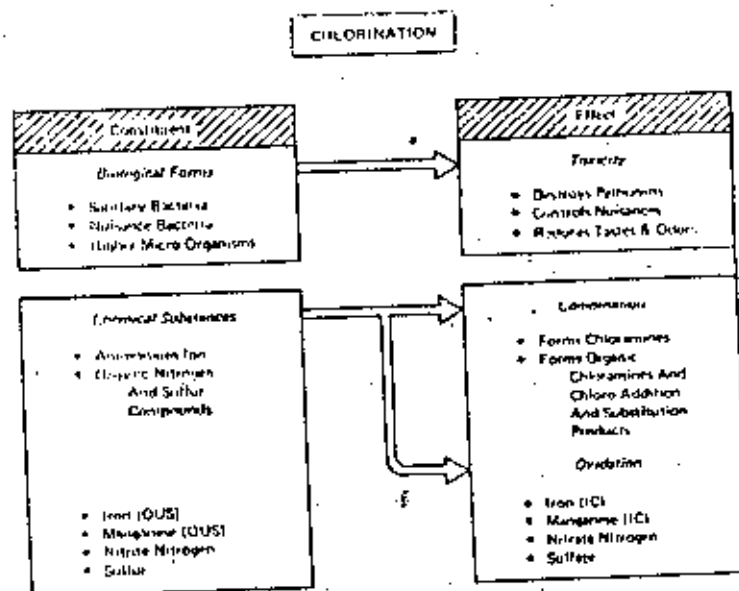 CHLORINATION
Constituent
Biological Forms
• Sanitary Bacteria
• Nuisance Bacteria
• Higher Micro Organisms
Effect
Toxicity
• Destroys Pathogens
• Controls Nuisances
• Reduces Tastes & Odors
Chemical Substances
• Ammonium Ion
• Organic Nitrogen
And Sulfur
Compounds
• Iron (OUS)
• Manganese (OUS)
• Nitrite Nitrogen
• Sulfur
Combination
• Forms Chloramines
• Forms Organic
Chloramines And
Chloro Addition
And Substitution
Products
Oxidation
• Iron (IC)
• Manganese (IC)
• Nitrate Nitrogen
• Sulfate